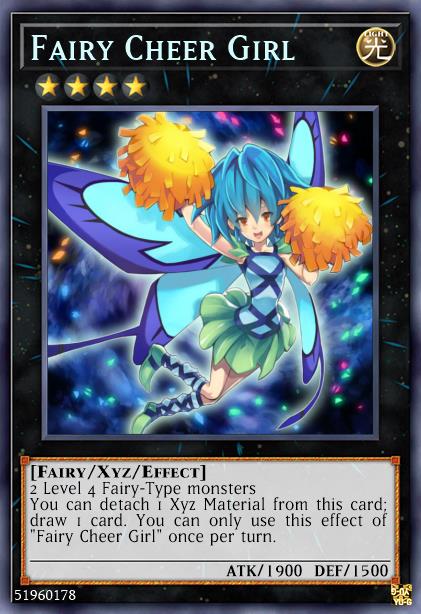 FAIRY CHEER GIRL
LIGHT
光
[FAIRY/XYZ/EFFECT]
2 Level 4 Fairy-Type monsters
You can detach 1 Xyz Material from this card;
draw 1 card. You can only use this effect of
"Fairy Cheer Girl" once per turn.
ATK/1900 DEF/1500
51960178